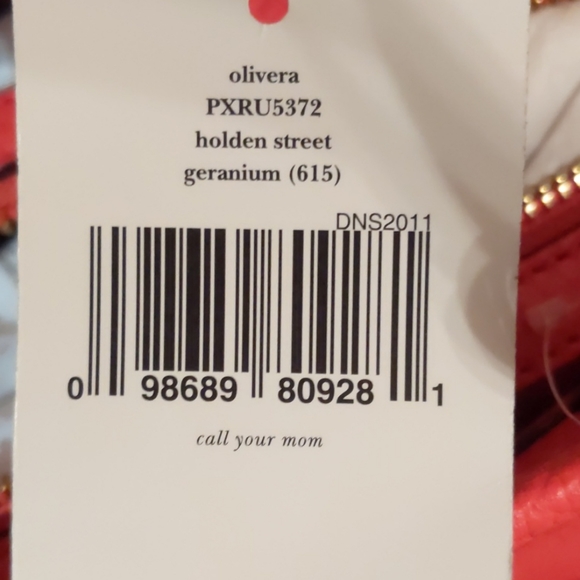 olivera
PXRU5372
holden street
geranium (615)
DNS2011
0 98689 80928 1
call your mom